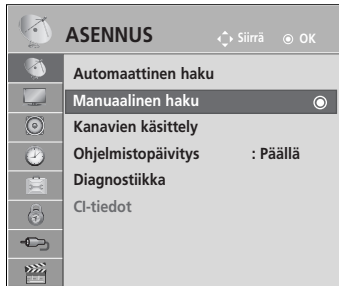 ASENNUS Siirrä OK
Automaattinen haku
Manuaalinen haku
Kanavien käsittely
Ohjelmistopäivitys : Päällä
Diagnostiikka
CI-tiedot